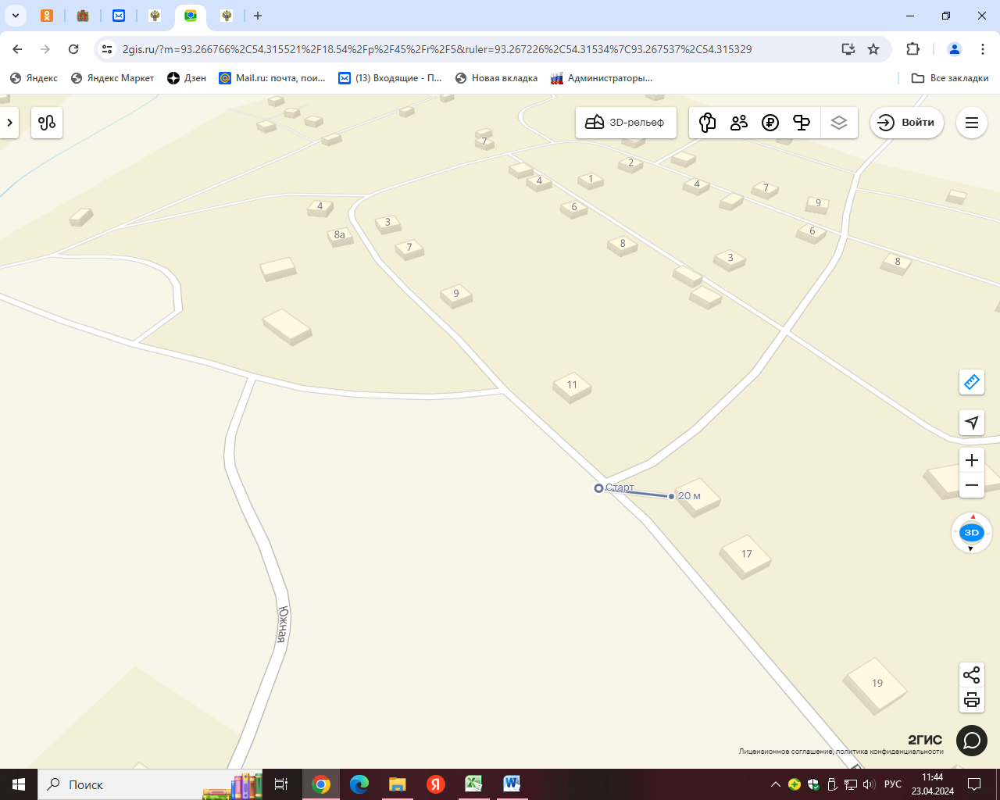 2gis.ru/?m=93.266766%2C54.315521%2F18.54%2Fp%2F45%2Fr%2F5&ruler=93.267226%2C54.31534%7C93.267537%2C54.315329
Яндекс
Яндекс Маркет
Дзен
Mail.ru: почта, пои...
(13) Входящие - П...
Новая вкладка
Администраторы...
Все закладки
3D-рельеф
Войти
7
2
4
1
4
7
9
4
6
6
8а
3
7
8
3
8
9
11
Старт
20 м
3D
17
Южная
19
2ГИС
Лицензионное соглашение, политика конфиденциальности
Поиск
Я
РУС
11:44
23.04.2024